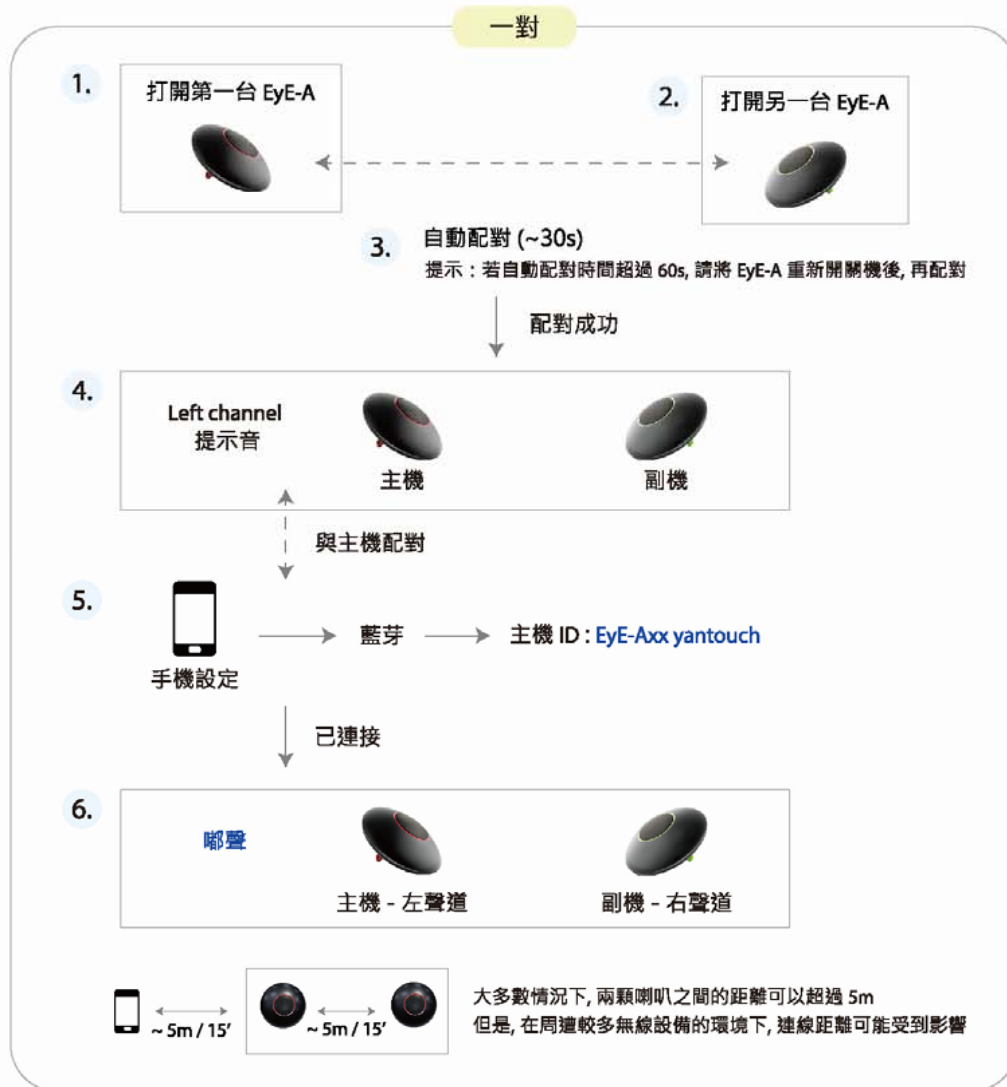 一對
1.
打開第一台 EyE-A
2.
打開另一台 EyE-A
3.
自動配對 (~30s)
提示 : 若自動配對時間超過 60s, 請將 EyE-A 重新開關機後, 再配對
配對成功
4.
Left channel
提示音
主機
副機
與主機配對
5.
手機設定
藍芽
主機 ID : EyE-Axx yantouch
已連接
6.
嘟聲
主機 - 左聲道
副機 - 右聲道
~ 5m / 15'
~ 5m / 15'
大多數情況下, 兩顆喇叭之間的距離可以超過 5m
但是, 在周遭較多無線設備的環境下, 連線距離可能受到影響